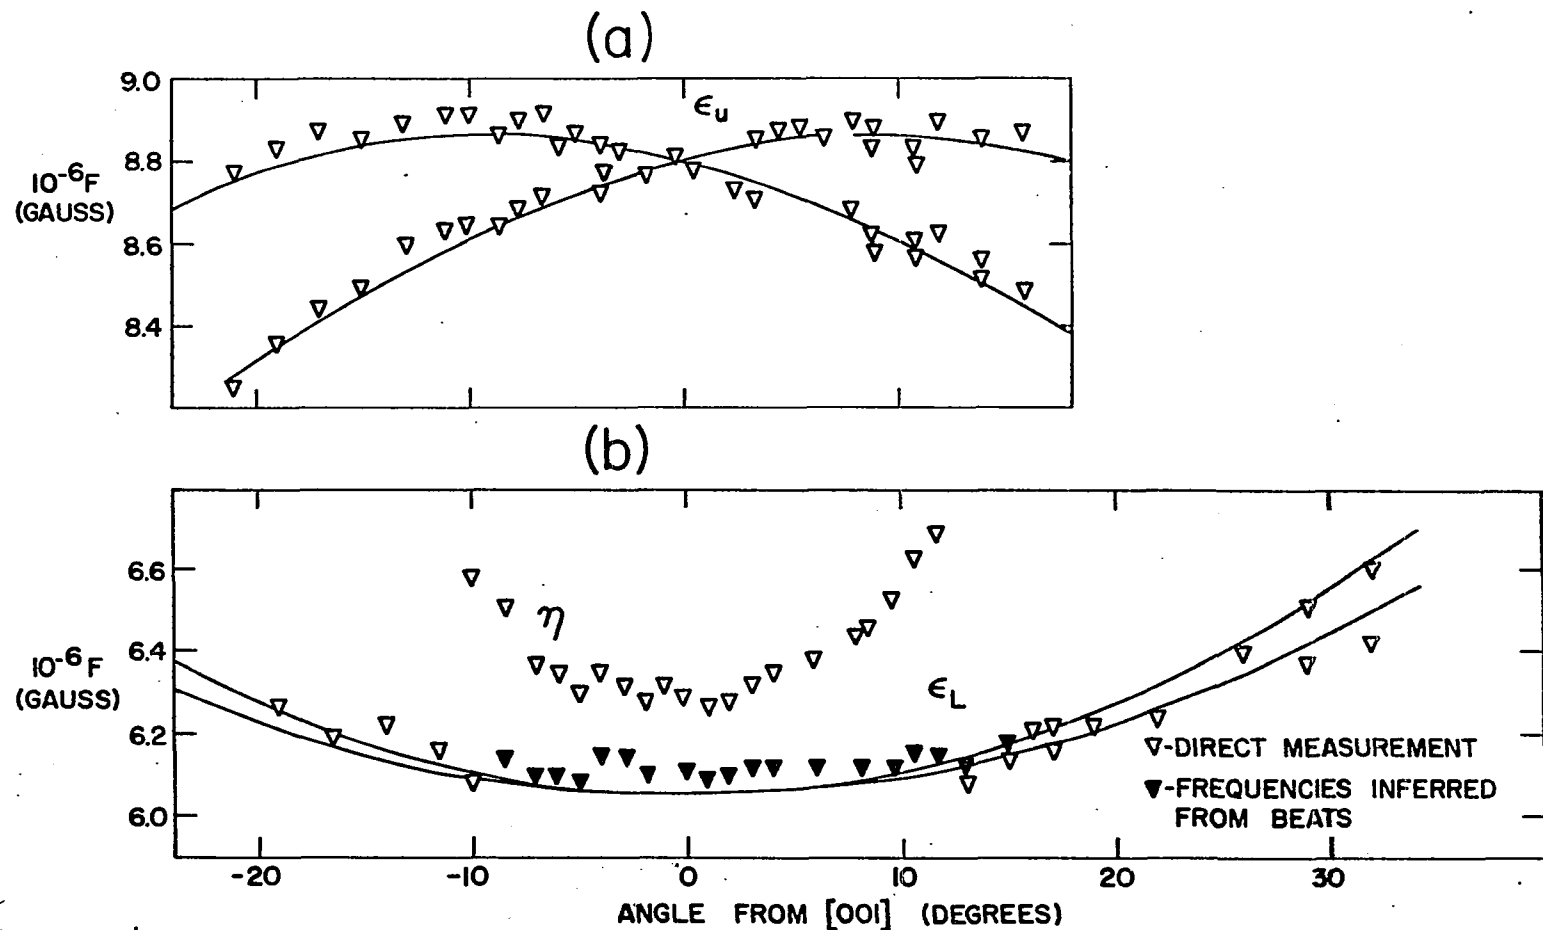 (a)
9.0
8.8
8.6
8.4
10⁻⁶F
(GAUSS)
ϵu
(b)
6.6
6.4
6.2
6.0
10⁻⁶F
(GAUSS)
η
ϵL
▽-DIRECT MEASUREMENT
▼-FREQUENCIES INFERRED
FROM BEATS
-20 -10 0 10 20 30
ANGLE FROM [001] (DEGREES)